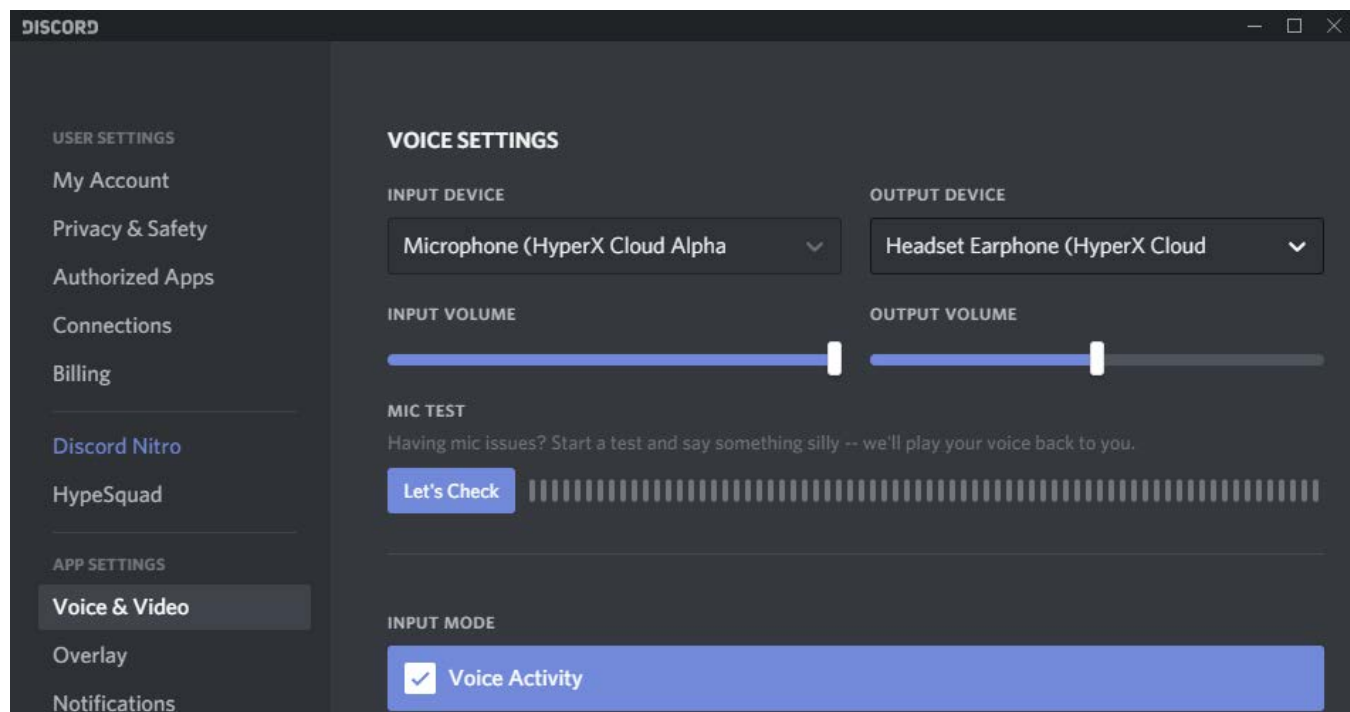 DISCORD
USER SETTINGS
My Account
Privacy & Safety
Authorized Apps
Connections
Billing
Discord Nitro
HypeSquad
APP SETTINGS
Voice & Video
Overlay
Notifications
VOICE SETTINGS
INPUT DEVICE
Microphone (HyperX Cloud Alpha
OUTPUT DEVICE
Headset Earphone (HyperX Cloud
INPUT VOLUME
OUTPUT VOLUME
MIC TEST
Having mic issues? Start a test and say something silly -- we'll play your voice back to you.
Let's Check
INPUT MODE
Voice Activity